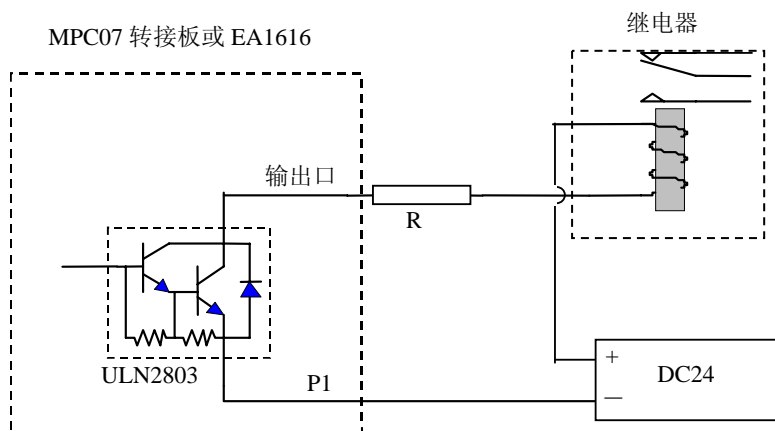 MPC07 转接板或 EA1616
继电器
输出口
R
ULN2803
P1
+
—
DC24